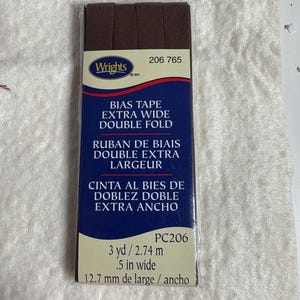 206 765
Wrights
BIAS TAPE
EXTRA WIDE
DOUBLE FOLD
RUBAN DE BIAIS
DOUBLE EXTRA
LARGEUR
CINTA AL BIES DE
DOBLEZ DOBLE
EXTRA ANCHO
PC206
3 yd / 2.74 m
.5 in wide
12.7 mm de large / ancho